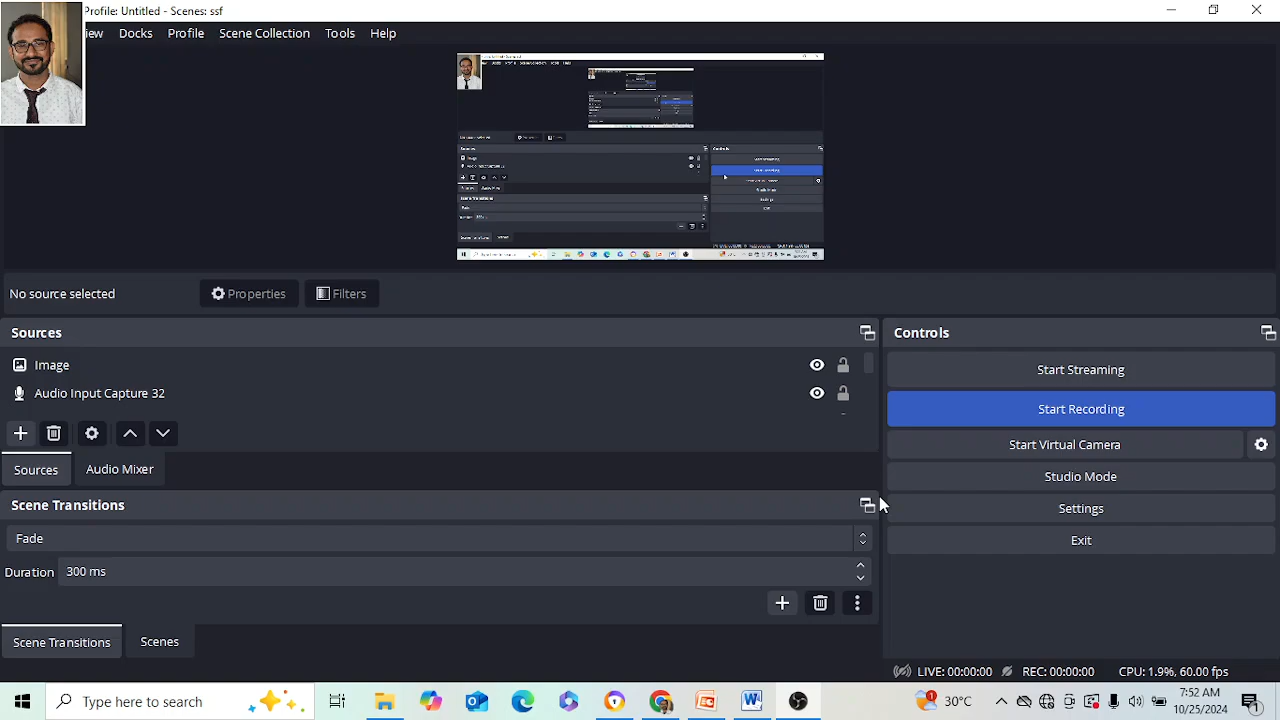 Profile: Untitled - Scenes: ssf
iew Docks Profile Scene Collection Tools Help
No source selected
Properties
Filters
Sources
Image
Audio Input Capture 32
Sources
Audio Mixer
Scene Transitions
Fade
Duration 300 ms
Scene Transitions
Scenes
Controls
Start Streaming
Start Recording
Start Virtual Camera
Studio Mode
Settings
Exit
LIVE: 00:00:00 REC: 00:00:00 CPU: 1.9%, 60.00 fps
Type here to search
30°C
7:52 AM
10/25/2024